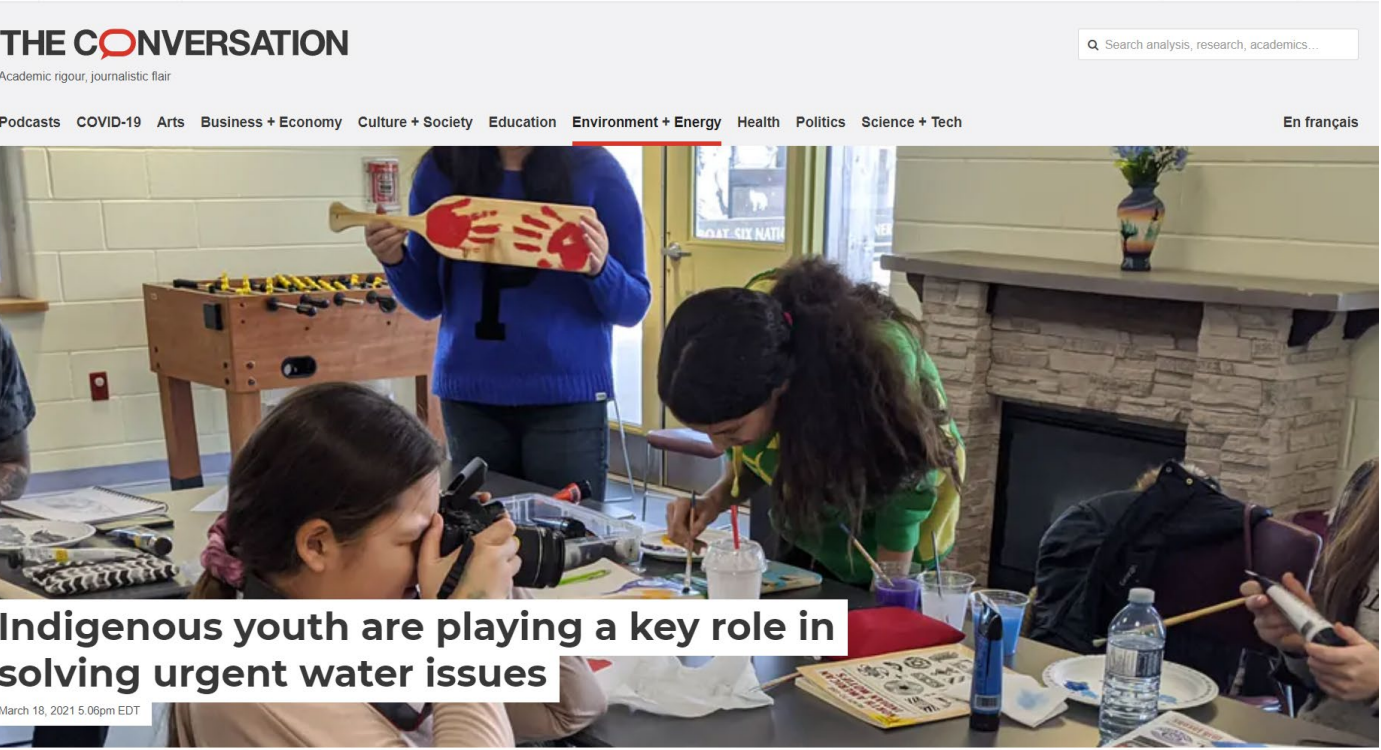 THE CONVERSATION
Search analysis, research, academics...
Academic rigour, journalistic flair
Podcasts COVID-19 Arts Business + Economy Culture + Society Education Environment + Energy Health Politics Science + Tech En français
SIX NATI
Indigenous youth are playing a key role in
solving urgent water issues
March 18, 2021 5.06pm EDT